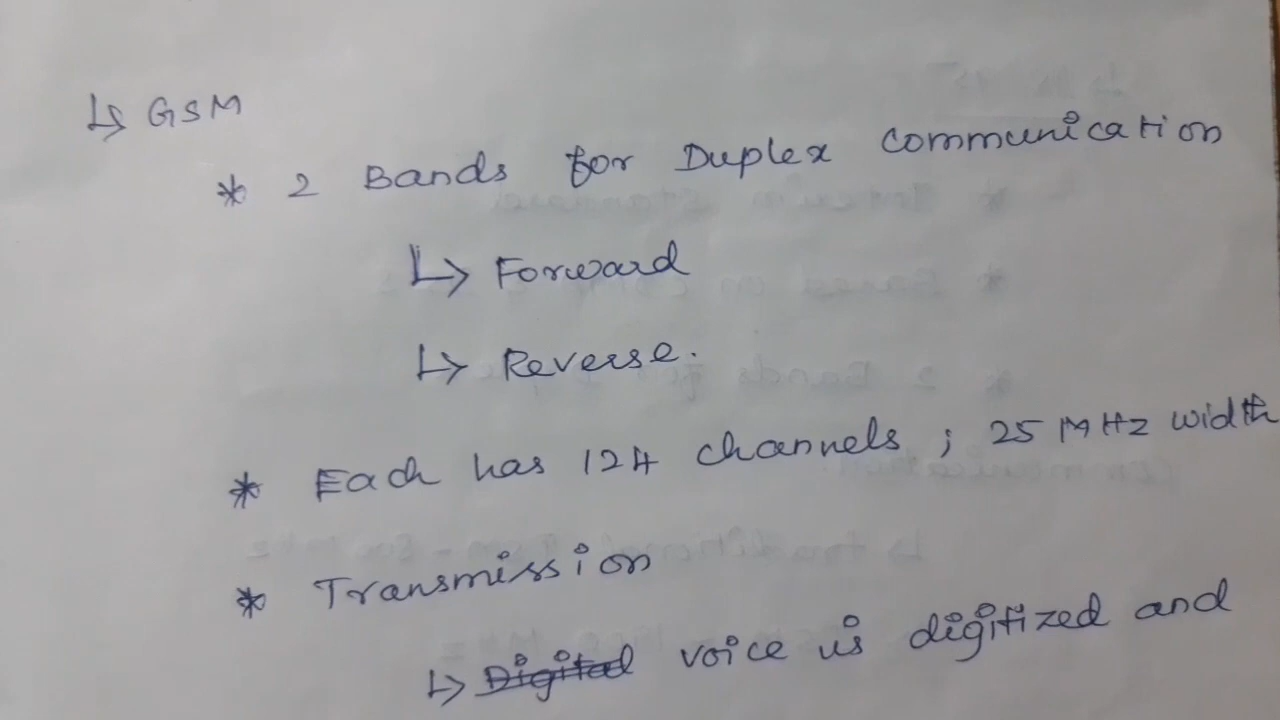 ↳ GSM
* 2 Bands for Duplex communication
↳ Forward
↳ Reverse.
* Each has 124 channels ; 25 MHz width
* Transmission
↳ Digital voice is digitized and